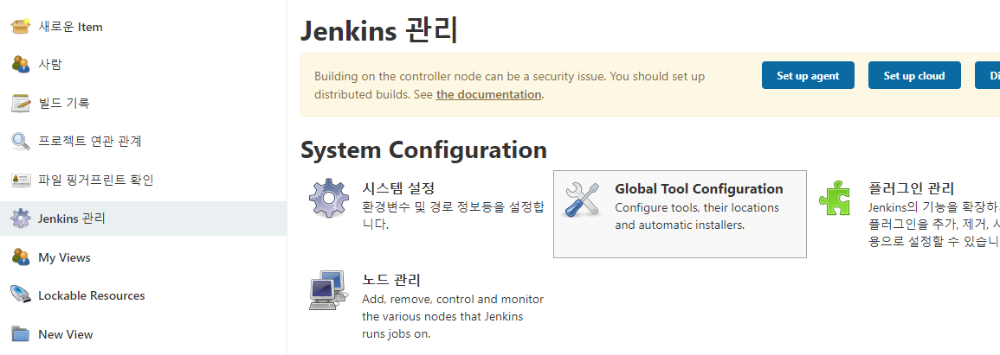 새로운 Item
사람
빌드 기록
프로젝트 연관 관계
파일 핑거프린트 확인
Jenkins 관리
My Views
Lockable Resources
New View
Jenkins 관리
Building on the controller node can be a security issue. You should set up
distributed builds. See the documentation.
Set up agent
Set up cloud
System Configuration
시스템 설정
환경변수 및 경로 정보등을 설정합
니다.
Global Tool Configuration
Configure tools, their locations
and automatic installers.
플러그인 관리
Jenkins의 기능을 확장하
플러그인을 추가, 제거,
용으로 설정할 수 있습니
노드 관리
Add, remove, control and monitor
the various nodes that Jenkins
runs jobs on.